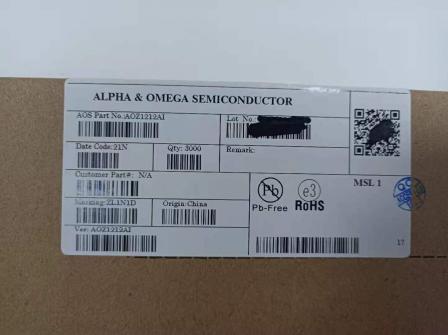 ALPHA & OMEGA SEMICONDUCTOR
AOS Part No.:AOZ1212AI
Lot No.:
Date Code:21N
Qty: 3000
Remark:
Customer Part#: N/A
Marking:ZL1N1D
Origin:China
Ver: AOZ1212AI
Pb
Pb-Free
e3
RoHS
MSL 1
17